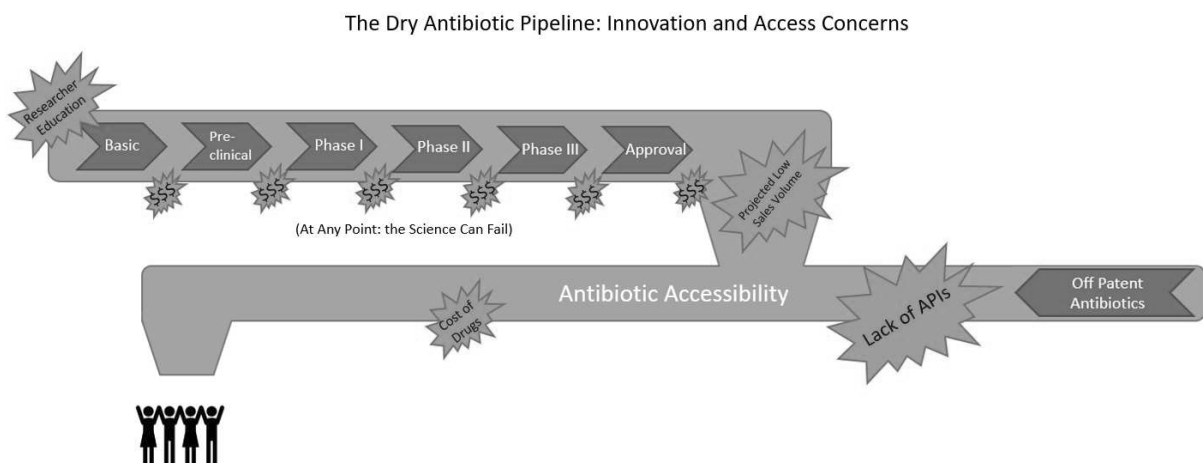 The Dry Antibiotic Pipeline: Innovation and Access Concerns
Researcher
Education
Basic
Pre-
clinical
Phase I
Phase II
Phase III
Approval
$$$
$$$
$$$
$$$
$$$
$$$
Projected Low
Sales Volume
(At Any Point: the Science Can Fail)
Antibiotic Accessibility
Cost of
Drugs
Lack of APIs
Off Patent
Antibiotics